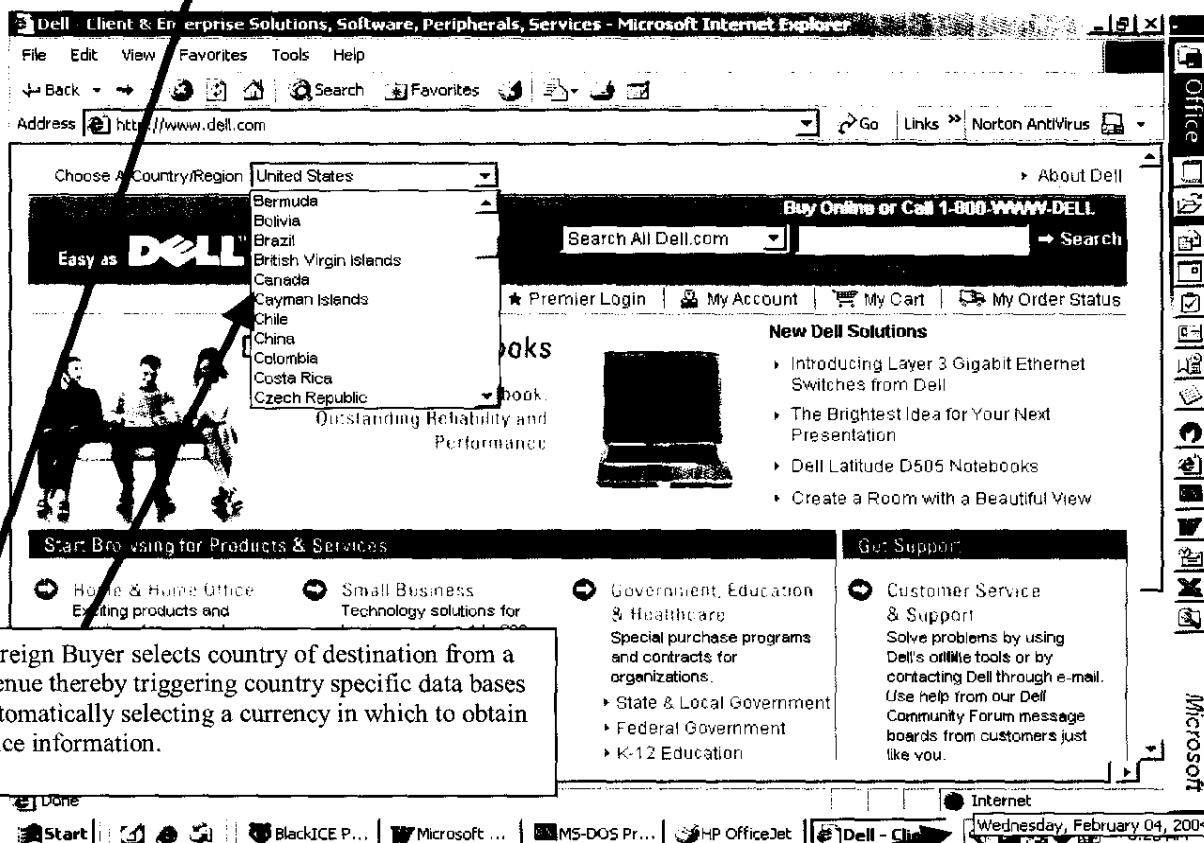 Dell - Client & Enterprise Solutions, Software, Peripherals, Services - Microsoft Internet Explorer
File Edit View Favorites Tools Help
Back Search Favorites
Address http://www.dell.com Go Links » Norton AntiVirus
Office
Choose A Country/Region United States
About Dell
Bermuda
Bolivia
Brazil
British Virgin Islands
Canada
Cayman Islands
Chile
China
Colombia
Costa Rica
Czech Republic
Buy Online or Call 1-800-WWW-DELL
Easy as DELL™
Search All Dell.com Search
Premier Login | My Account | My Cart | My Order Status
ooks
book.
Outstanding Reliability and
Performance
New Dell Solutions
Introducing Layer 3 Gigabit Ethernet
Switches from Dell
The Brightest Idea for Your Next
Presentation
Dell Latitude D505 Notebooks
Create a Room with a Beautiful View
Start Browsing for Products & Services
Get Support
Home & Home Office
Exciting products and
Small Business
Technology solutions for
Government, Education
& Healthcare
Special purchase programs
and contracts for
organizations.
State & Local Government
Federal Government
K-12 Education
Customer Service
& Support
Solve problems by using
Dell's online tools or by
contacting Dell through e-mail.
Use help from our Dell
Community Forum message
boards from customers just
like you.
reign Buyer selects country of destination from a
enue thereby triggering country specific data bases
tomatically selecting a currency in which to obtain
ce information.
Microsoft
Done
Internet
Start BlackICE P... Microsoft ... MS-DOS Pr... HP OfficeJet Dell - Clie
Wednesday, February 04, 2004